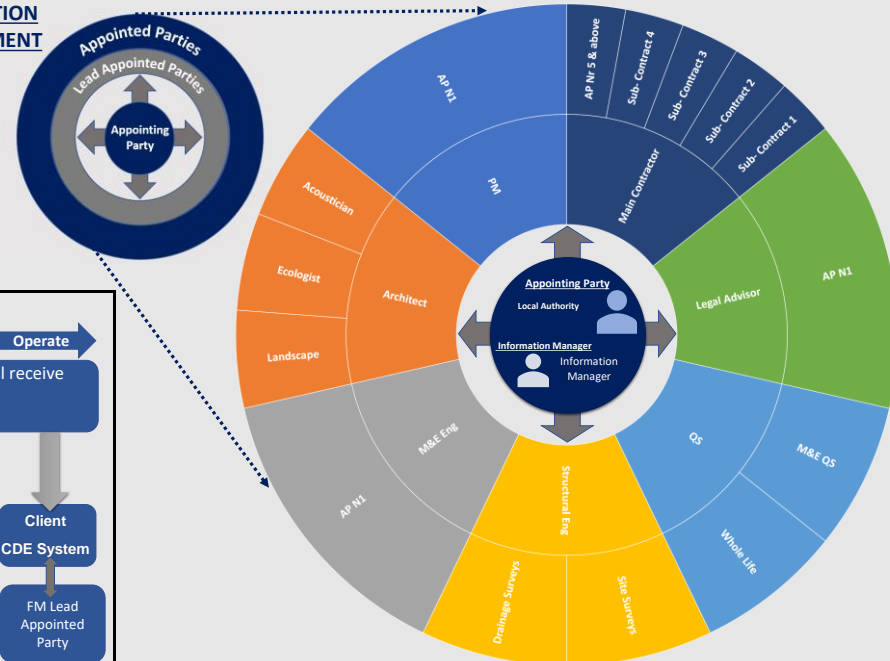 TION
MENT
Appointed Parties
Lead Appointed Parties
Appointing
Party
Operate
l receive
Client
CDE System
FM Lead
Appointed
Party
AP N1
PM
AP Nr 5 & above
Sub- Contract 4
Sub- Contract 3
Sub- Contract 2
Sub- Contract 1
Main Contractor
AP N1
Legal Advisor
QS
M&E QS
Whole Life
Structural Eng
Site Surveys
Drainage Surveys
M&E Eng
AP N1
Architect
Landscape
Ecologist
Acoustician
Appointing Party
Local Authority
Information Manager
Information
Manager